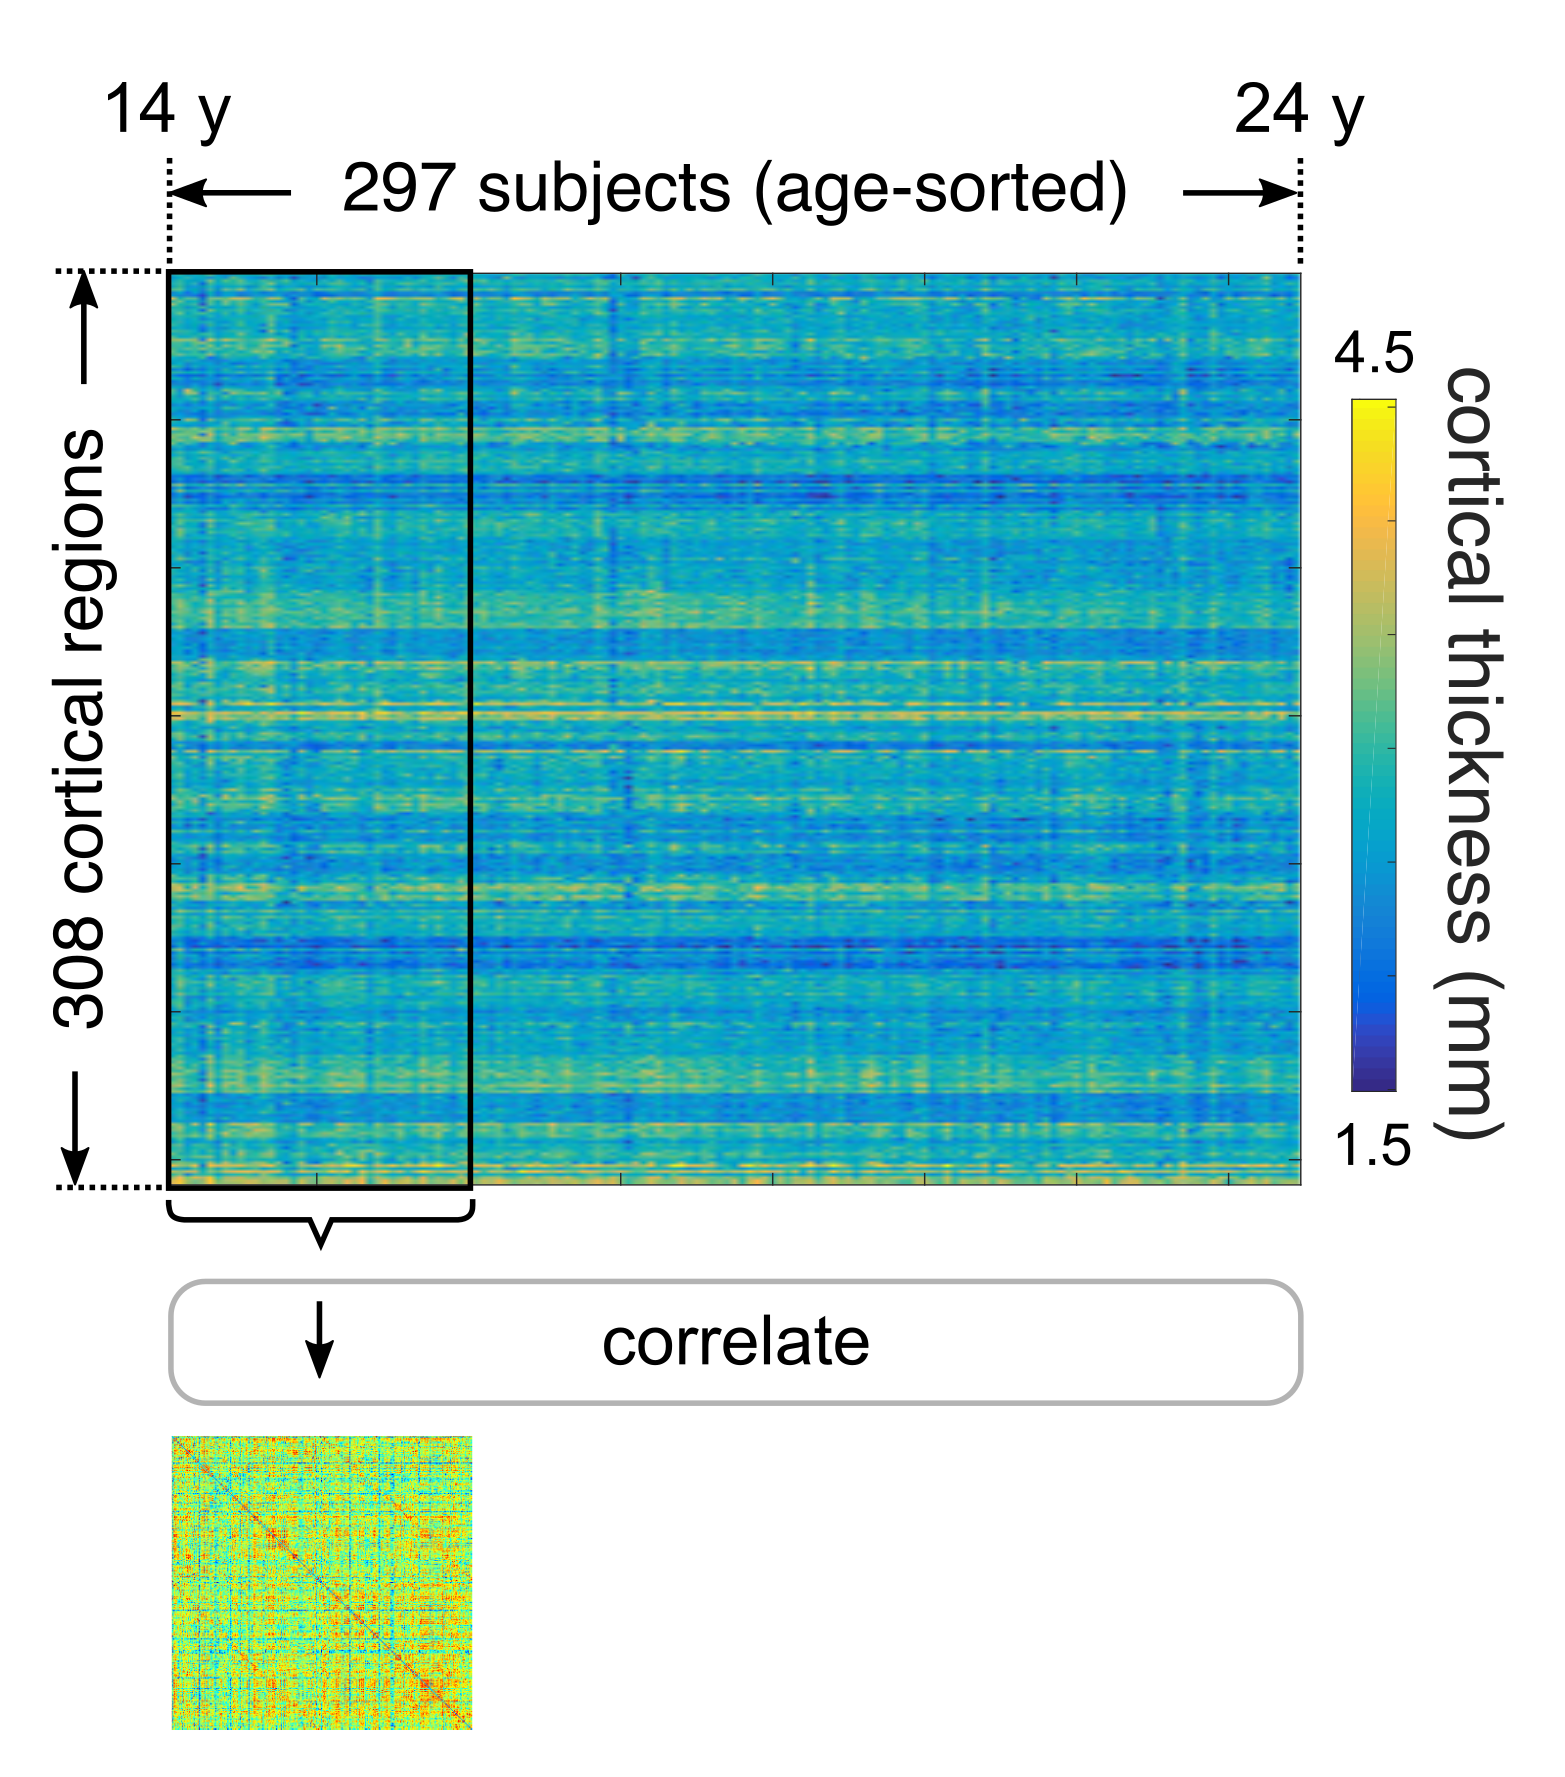 14 y
24 y
297 subjects (age-sorted)
308 cortical regions
4.5
cortical thickness (mm)
1.5
correlate